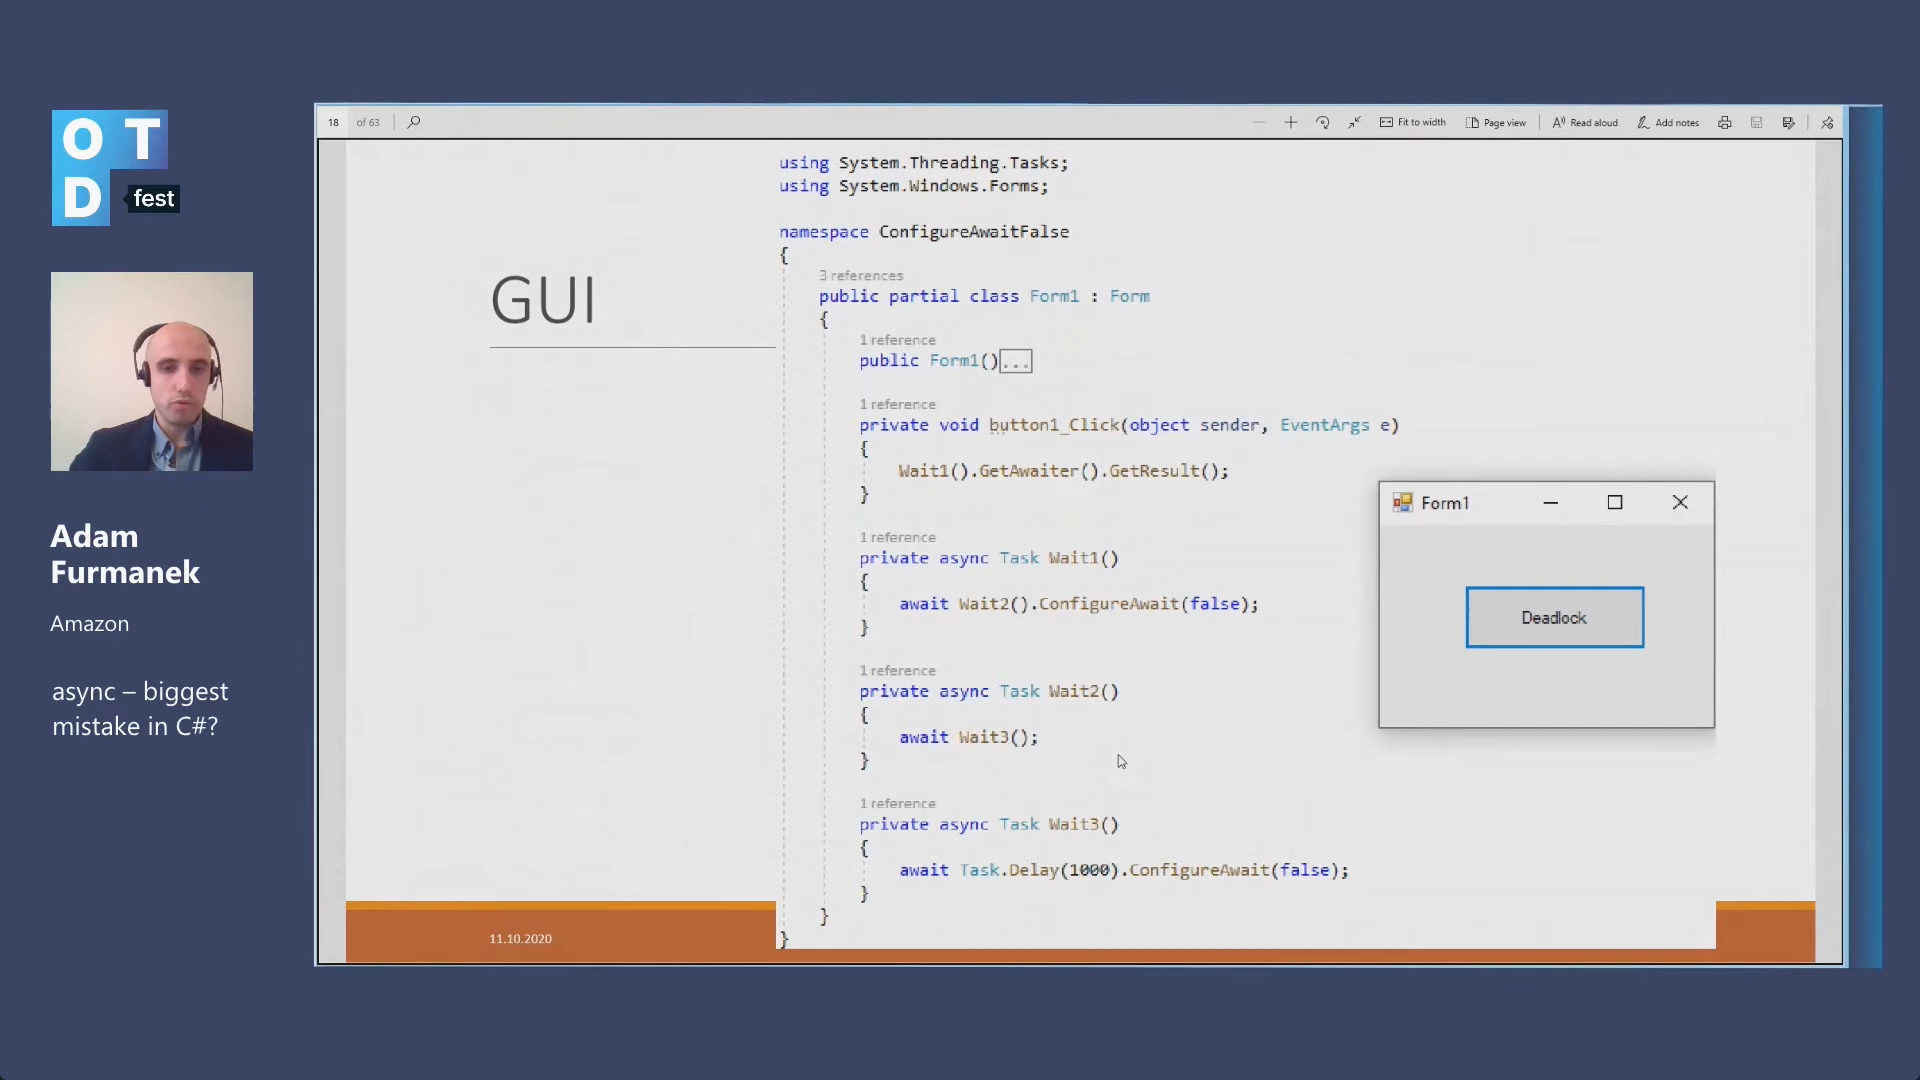 OT
D fest
Adam
Furmanek
Amazon
async – biggest
mistake in C#?
18 of 63
Fit to width
Page view
Read aloud
Add notes
GUI
using System.Threading.Tasks;
using System.Windows.Forms;
namespace ConfigureAwaitFalse
{
3 references
public partial class Form1 : Form
{
1 reference
public Form1()...
1 reference
private void button1_Click(object sender, EventArgs e)
{
Wait1().GetAwaiter().GetResult();
}
1 reference
private async Task Wait1()
{
await Wait2().ConfigureAwait(false);
}
1 reference
private async Task Wait2()
{
await Wait3();
}
1 reference
private async Task Wait3()
{
await Task.Delay(1000).ConfigureAwait(false);
}
}
}
Form1
Deadlock
11.10.2020